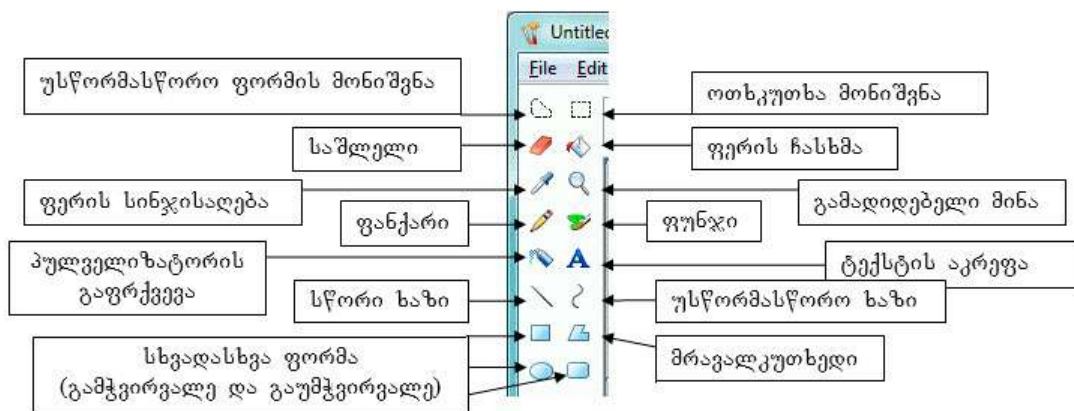 Untitled
File Edit
უსწორმასწორო ფორმის მონიშვნა
ოთხკუთხა მონიშვნა
საშლელი
ფერის ჩასხმა
ფერის სინჯისაღება
გამადიდებელი მინა
ფანქარი
ფუნჯი
პულველიზატორის
გაფრქვევა
A
ტექსტის აკრეფა
სწორი ხაზი
უსწორმასწორო ხაზი
სხვადასხვა ფორმა
(გამჭვირვალე და გაუმჭვირვალე)
მრავალკუთხედი